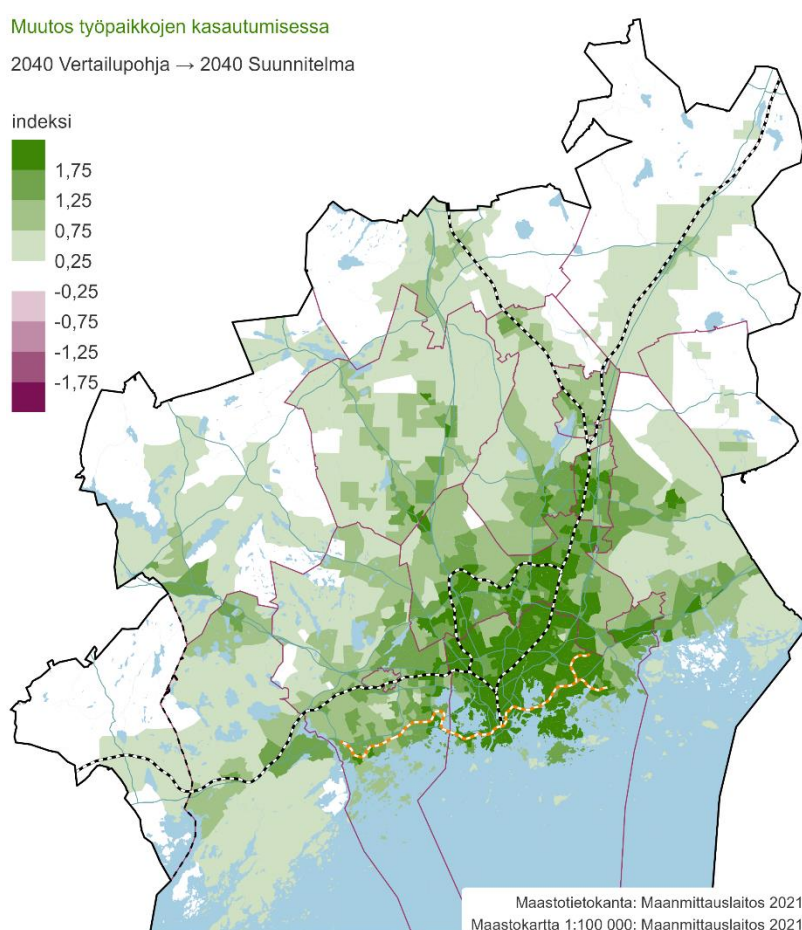 Muutos työpaikkojen kasautumisessa
2040 Vertailupohja → 2040 Suunnitelma
indeksi
1,75
1,25
0,75
0,25
-0,25
-0,75
-1,25
-1,75
Maastotietokanta: Maanmittauslaitos 2021
Maastokartta 1:100 000: Maanmittauslaitos 2021